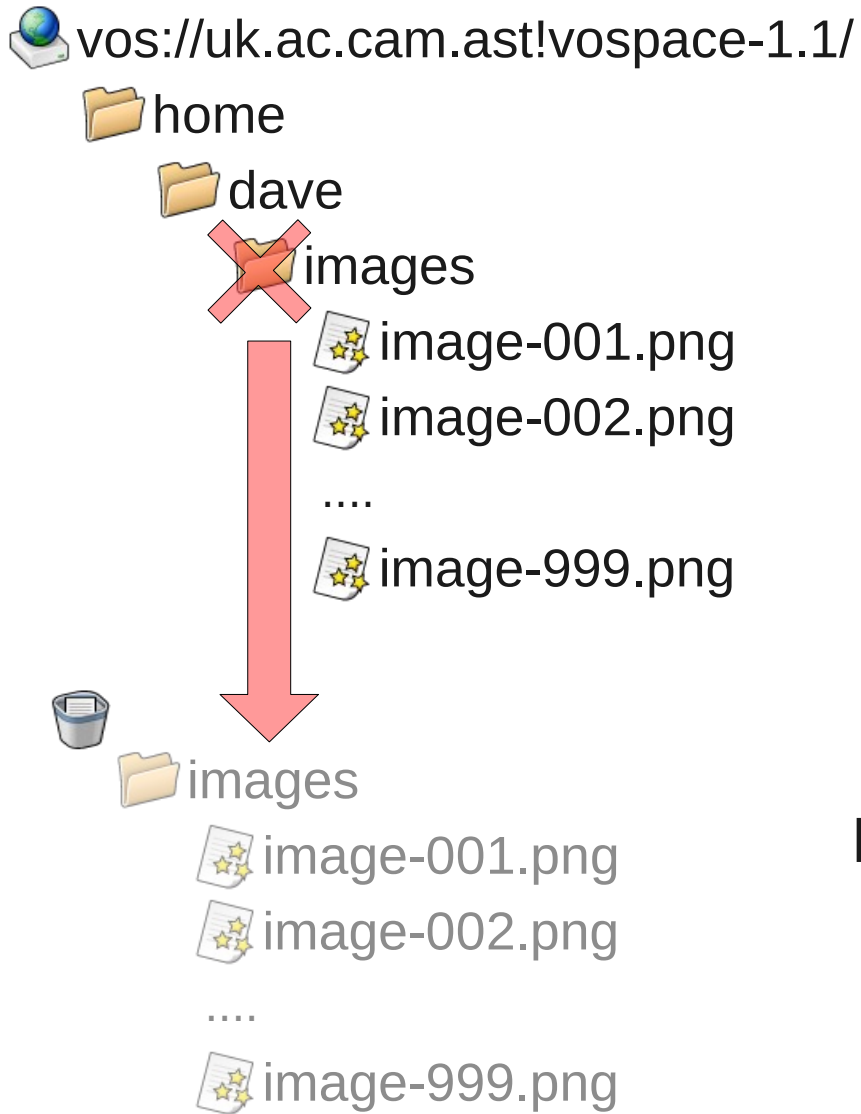 vos://uk.ac.cam.ast!vospace-1.1/
home
dave
images
image-001.png
image-002.png
....
image-999.png
images
image-001.png
image-002.png
....
image-999.png